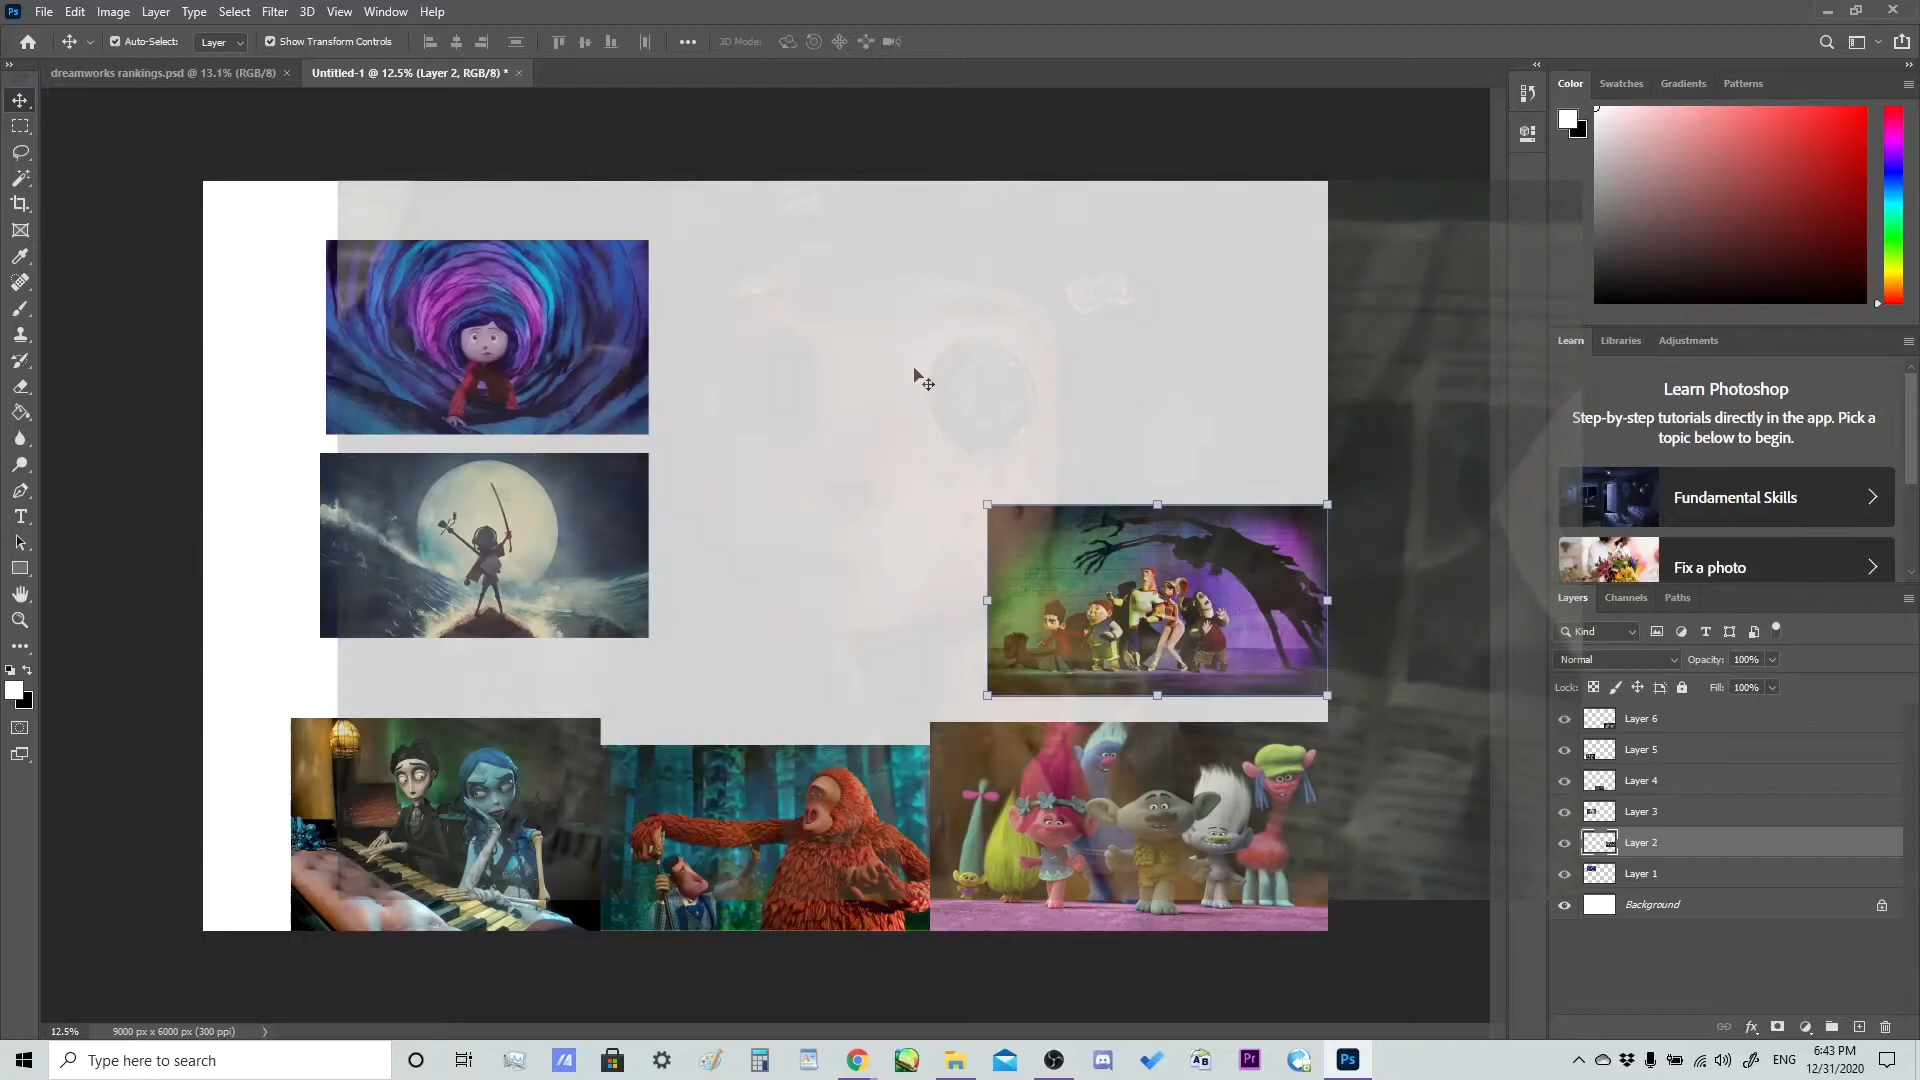 Ps File Edit Image Layer Type Select Filter 3D View Window Help
Auto-Select: Layer Show Transform Controls 3D Mode:
dreamworks rankings.psd @ 13.1% (RGB/8) × Untitled-1 @ 12.5% (Layer 2, RGB/8) * ×
Color Swatches Gradients Patterns
Learn Libraries Adjustments
Learn Photoshop
Step-by-step tutorials directly in the app. Pick a
topic below to begin.
Fundamental Skills
Fix a photo
Layers Channels Paths
Kind
Normal Opacity: 100%
Lock: Fill: 100%
Layer 6
Layer 5
Layer 4
Layer 3
Layer 2
Layer 1
Background
12.5% 9000 px x 6000 px (300 ppi)
Type here to search
Pr Ps
ENG 6:43 PM
12/31/2020